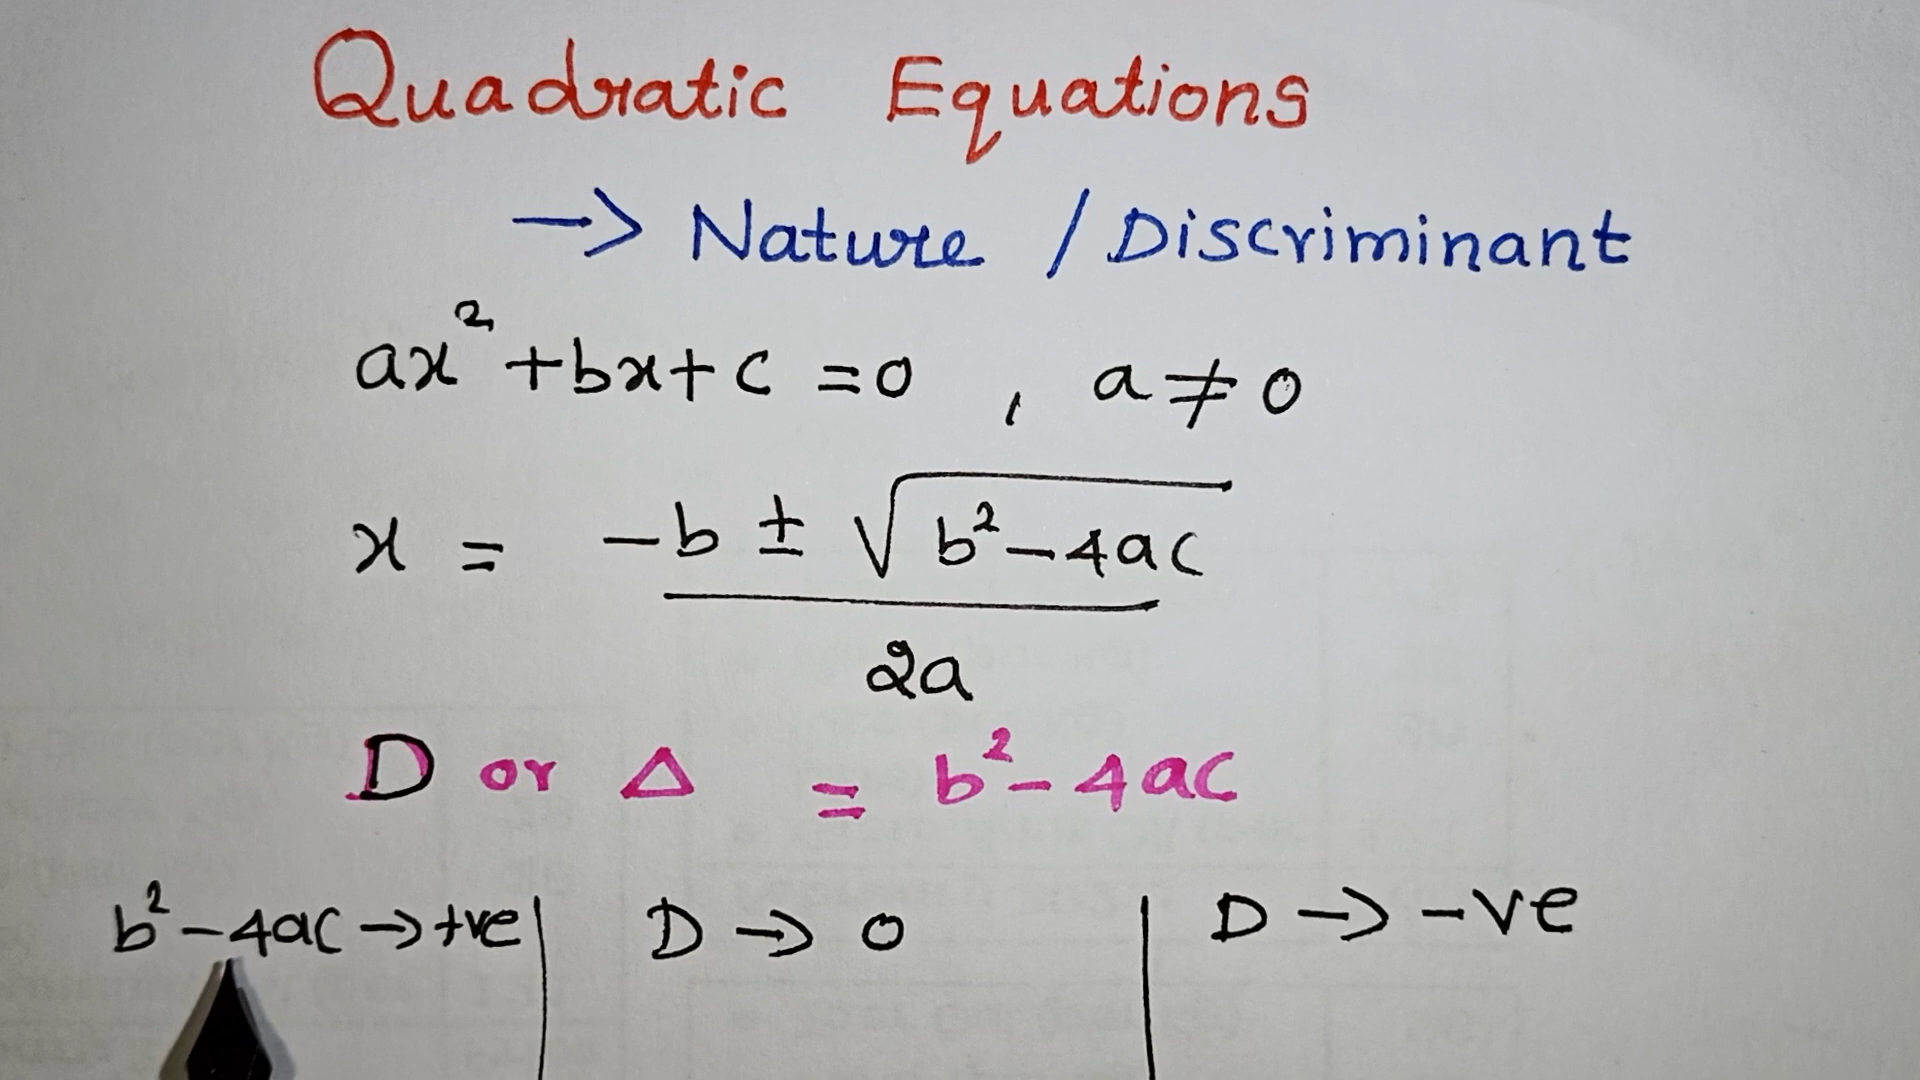 Quadratic Equations
-> Nature / Discriminant
ax² + bx + c = 0 , a ≠ 0
x = -b ± √b²-4ac
2a
D or Δ = b²-4ac
b²-4ac → +ve | D → 0 | D → -ve